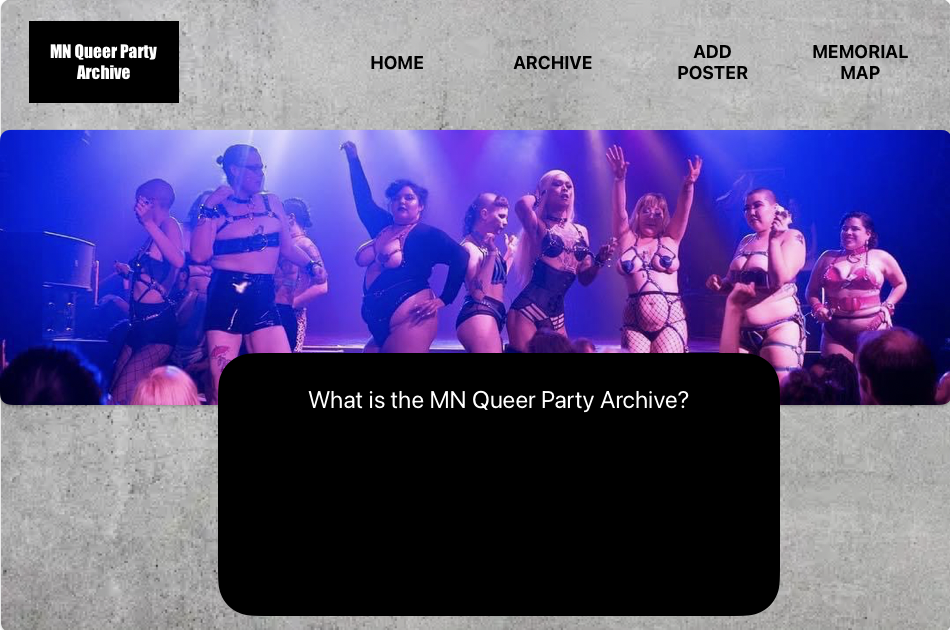 MN Queer Party
Archive
HOME
ARCHIVE
ADD
POSTER
MEMORIAL
MAP
What is the MN Queer Party Archive?